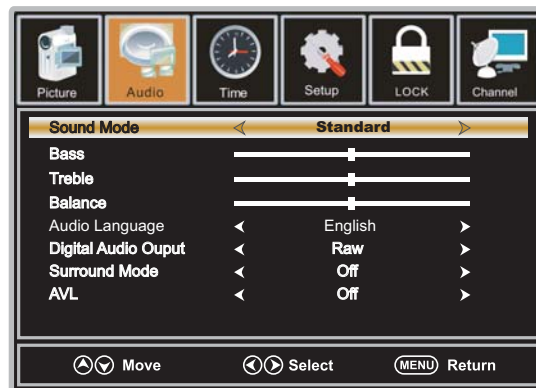 Picture Audio Time Setup LOCK Channel
Sound Mode Standard
Bass
Treble
Balance
Audio Language English
Digital Audio Ouput Raw
Surround Mode Off
AVL Off
Move Select MENU Return